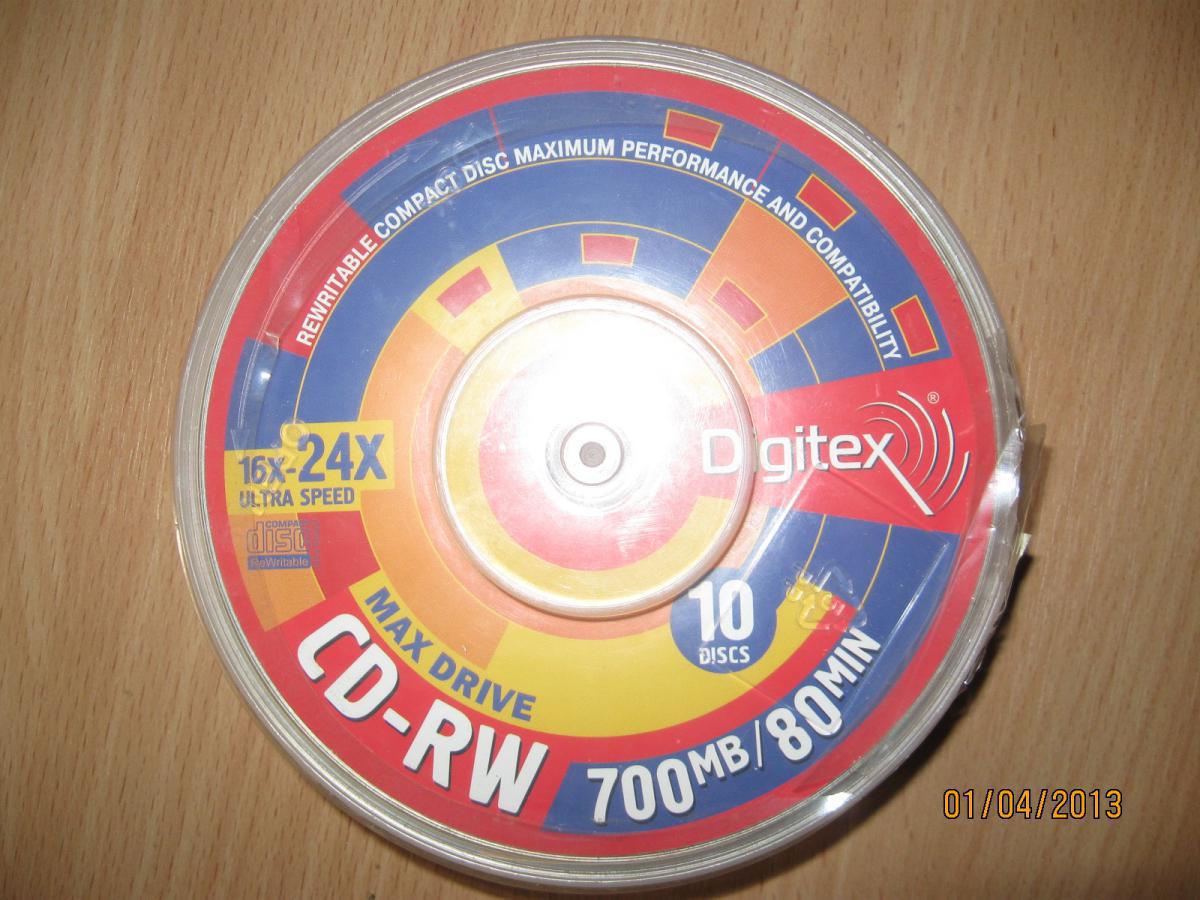 REWRITABLE COMPACT DISC MAXIMUM PERFORMANCE AND COMPATIBILITY
Digitex®
16X-24X
ULTRA SPEED
COMPACT
disc
ReWritable
MAX DRIVE
CD-RW
10
DISCS
700MB/80MIN
01/04/2013